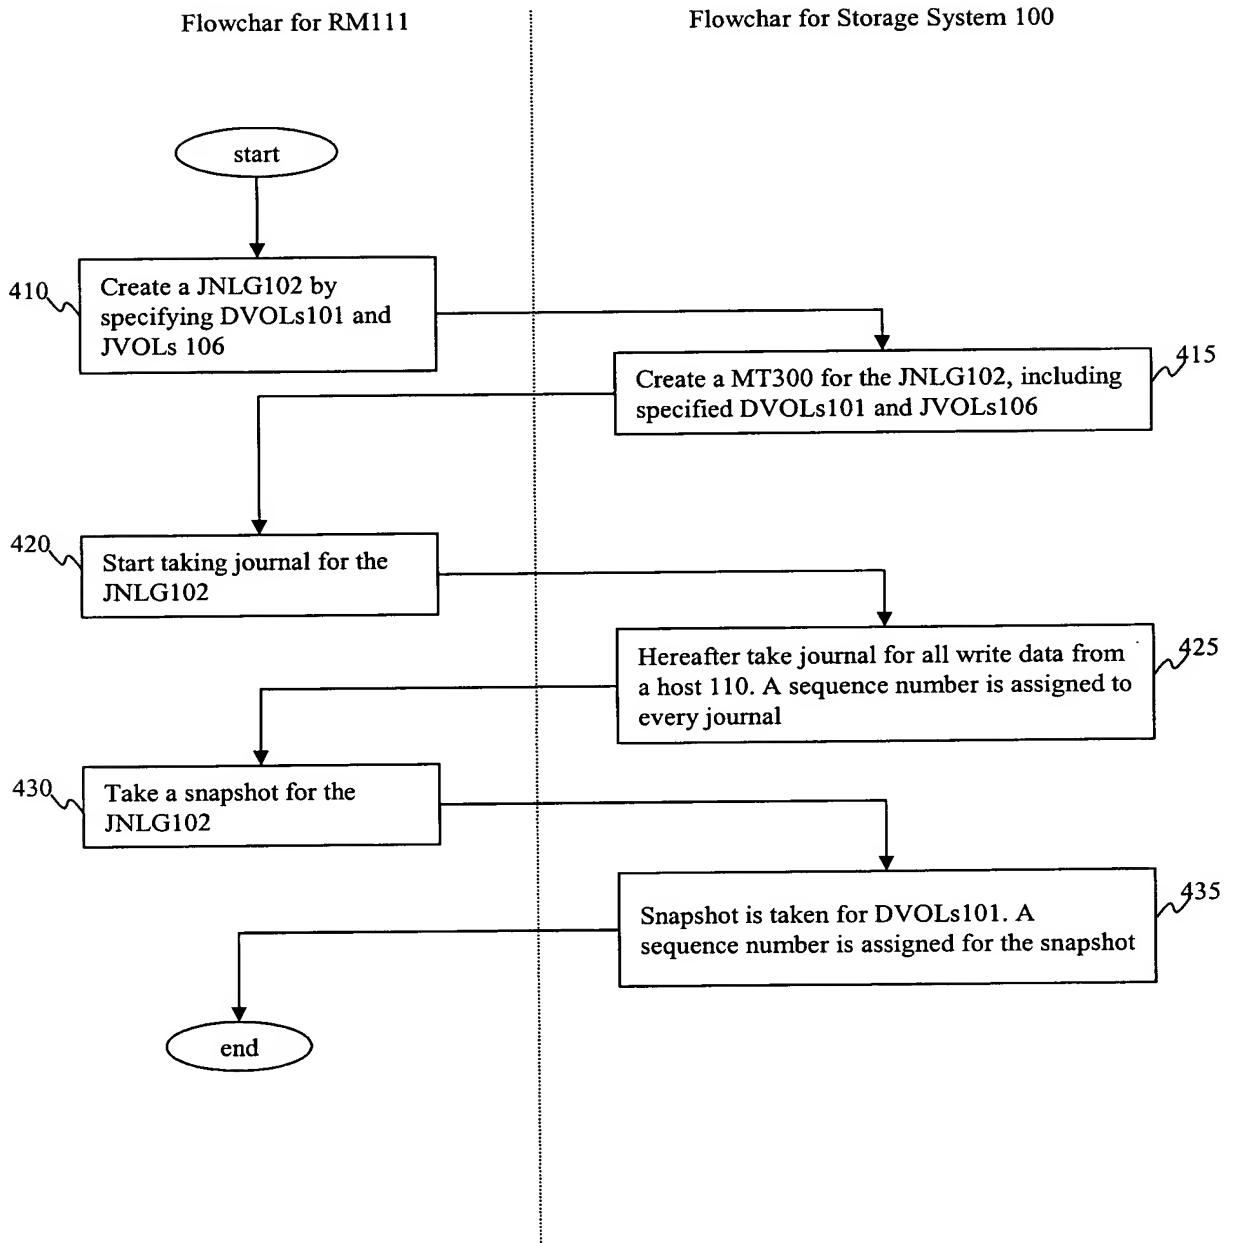 Flowchar for RM111
Flowchar for Storage System 100
start
410
Create a JNLG102 by
specifying DVOLs101 and
JVOLs 106
415
Create a MT300 for the JNLG102, including
specified DVOLs101 and JVOLs106
420
Start taking journal for the
JNLG102
425
Hereafter take journal for all write data from
a host 110. A sequence number is assigned to
every journal
430
Take a snapshot for the
JNLG102
435
Snapshot is taken for DVOLs101. A
sequence number is assigned for the snapshot
end